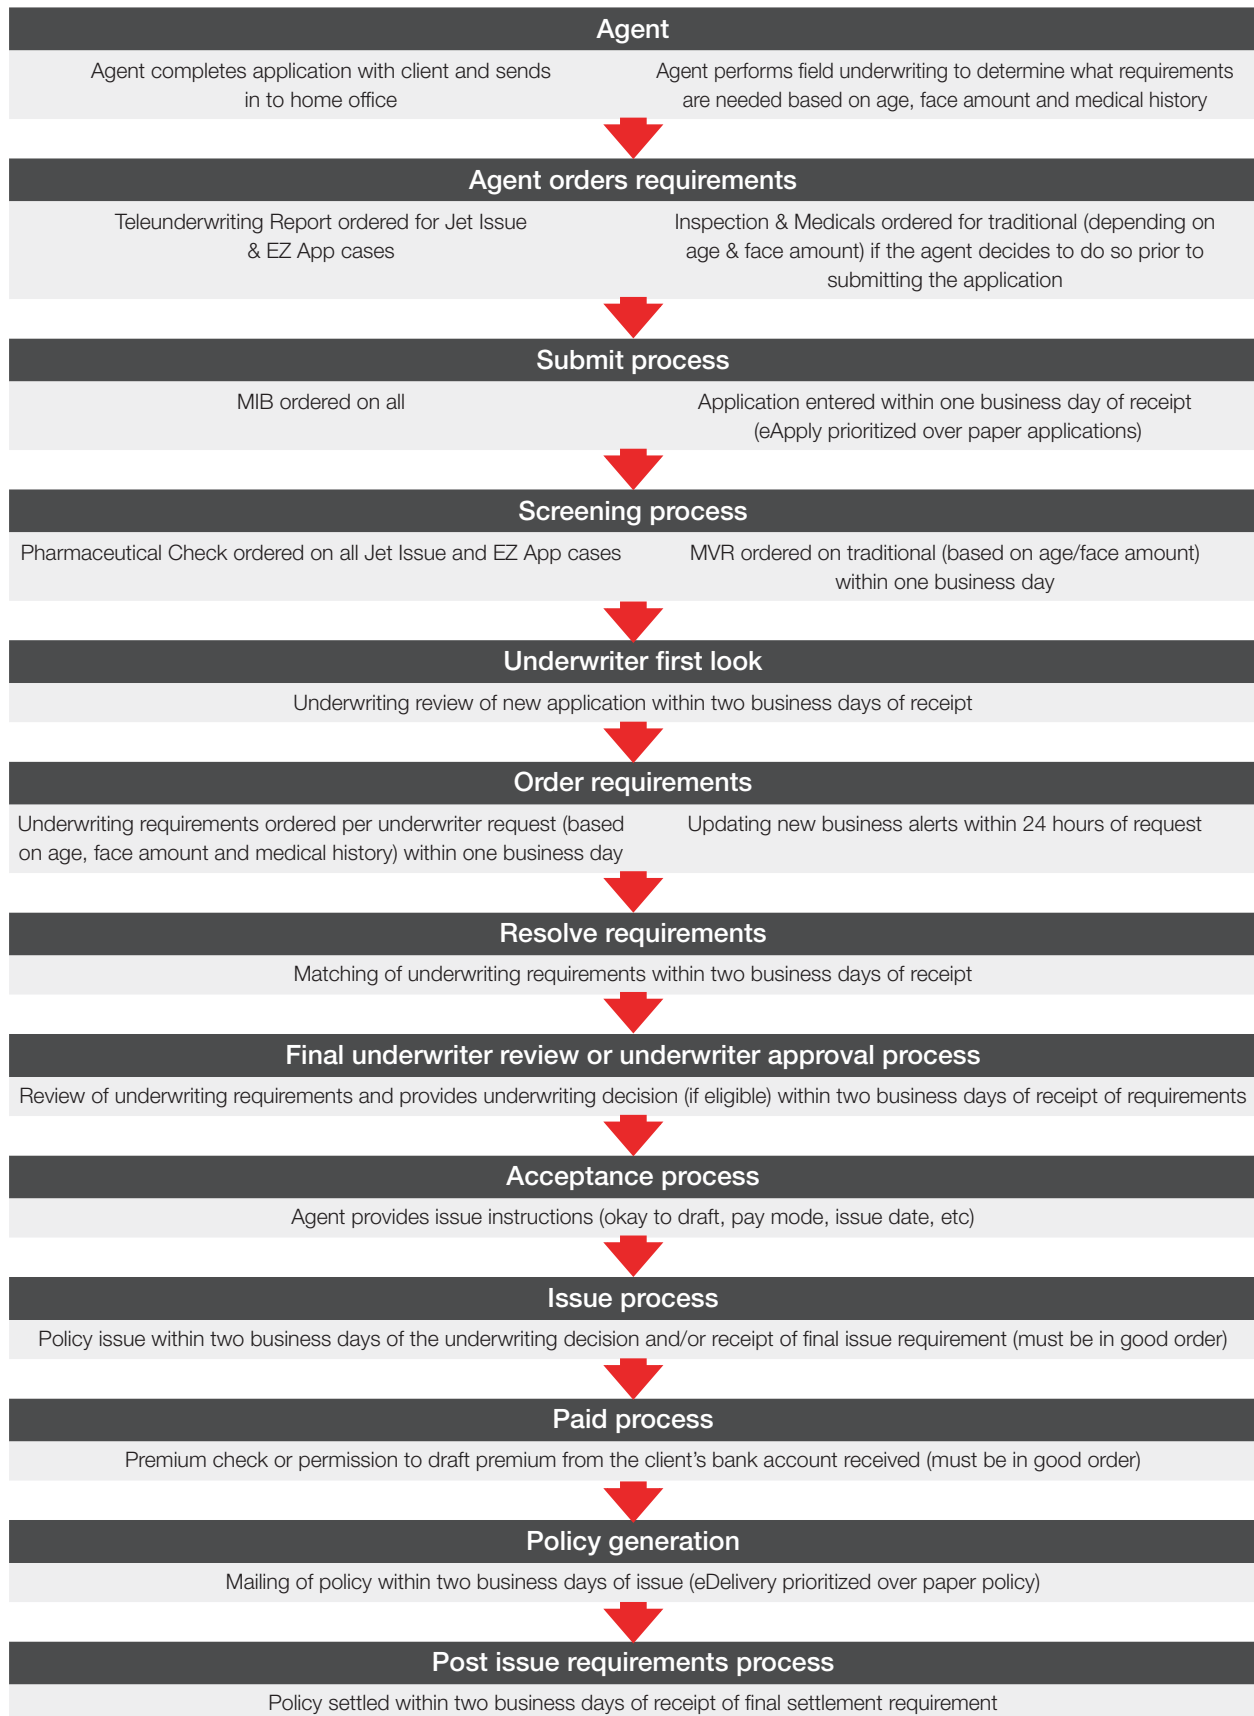 Agent
Agent completes application with client and sends
in to home office
Agent performs field underwriting to determine what requirements
are needed based on age, face amount and medical history
Agent orders requirements
Teleunderwriting Report ordered for Jet Issue
& EZ App cases
Inspection & Medicals ordered for traditional (depending on
age & face amount) if the agent decides to do so prior to
submitting the application
Submit process
MIB ordered on all
Application entered within one business day of receipt
(eApply prioritized over paper applications)
Screening process
Pharmaceutical Check ordered on all Jet Issue and EZ App cases
MVR ordered on traditional (based on age/face amount)
within one business day
Underwriter first look
Underwriting review of new application within two business days of receipt
Order requirements
Underwriting requirements ordered per underwriter request (based
on age, face amount and medical history) within one business day
Updating new business alerts within 24 hours of request
Resolve requirements
Matching of underwriting requirements within two business days of receipt
Final underwriter review or underwriter approval process
Review of underwriting requirements and provides underwriting decision (if eligible) within two business days of receipt of requirements
Acceptance process
Agent provides issue instructions (okay to draft, pay mode, issue date, etc)
Issue process
Policy issue within two business days of the underwriting decision and/or receipt of final issue requirement (must be in good order)
Paid process
Premium check or permission to draft premium from the client's bank account received (must be in good order)
Policy generation
Mailing of policy within two business days of issue (eDelivery prioritized over paper policy)
Post issue requirements process
Policy settled within two business days of receipt of final settlement requirement